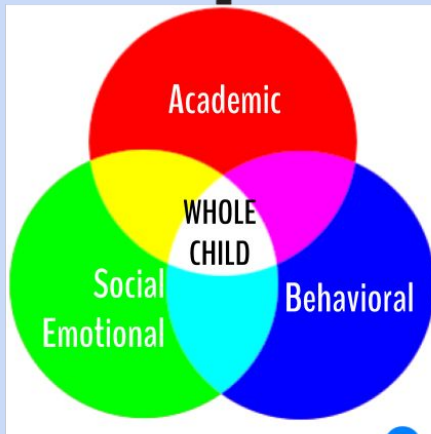 Academic
WHOLE
CHILD
Social
Emotional
Behavioral